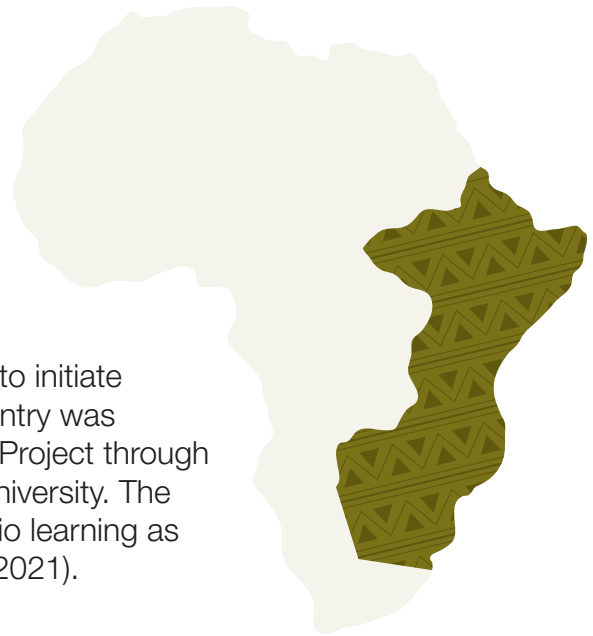 to initiate
ntry was
Project through
niversity. The
io learning as
2021).